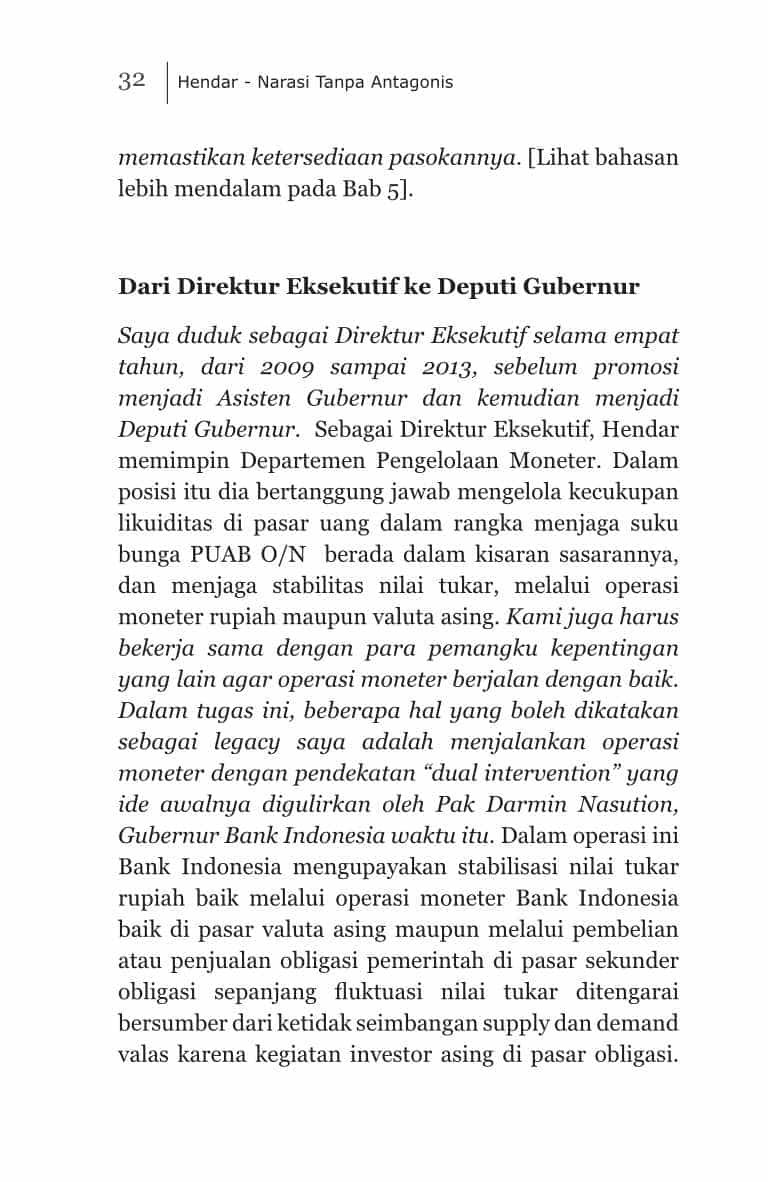 32
Hendar - Narasi Tanpa Antagonis
memastikan ketersediaan pasokannya. [Lihat bahasan
lebih mendalam pada Bab 5].
Dari Direktur Eksekutif ke Deputi Gubernur
Saya duduk sebagai Direktur Eksekutif selama empat
tahun, dari 2009 sampai 2013, sebelum promosi
menjadi Asisten Gubernur dan kemudian menjadi
Deputi Gubernur. Sebagai Direktur Eksekutif, Hendar
memimpin Departemen Pengelolaan Moneter. Dalam
posisi itu dia bertanggung jawab mengelola kecukupan
likuiditas di pasar uang dalam rangka menjaga suku
bunga PUAB O/N berada dalam kisaran sasarannya,
dan menjaga stabilitas nilai tukar, melalui operasi
moneter rupiah maupun valuta asing. Kami juga harus
bekerja sama dengan para pemangku kepentingan
yang lain agar operasi moneter berjalan dengan baik.
Dalam tugas ini, beberapa hal yang boleh dikatakan
sebagai legacy saya adalah menjalankan operasi
moneter dengan pendekatan “dual intervention” yang
ide awalnya digulirkan oleh Pak Darmin Nasution,
Gubernur Bank Indonesia waktu itu. Dalam operasi ini
Bank Indonesia mengupayakan stabilisasi nilai tukar
rupiah baik melalui operasi moneter Bank Indonesia
baik di pasar valuta asing maupun melalui pembelian
atau penjualan obligasi pemerintah di pasar sekunder
obligasi sepanjang fluktuasi nilai tukar ditengarai
bersumber dari ketidak seimbangan supply dan demand
valas karena kegiatan investor asing di pasar obligasi.